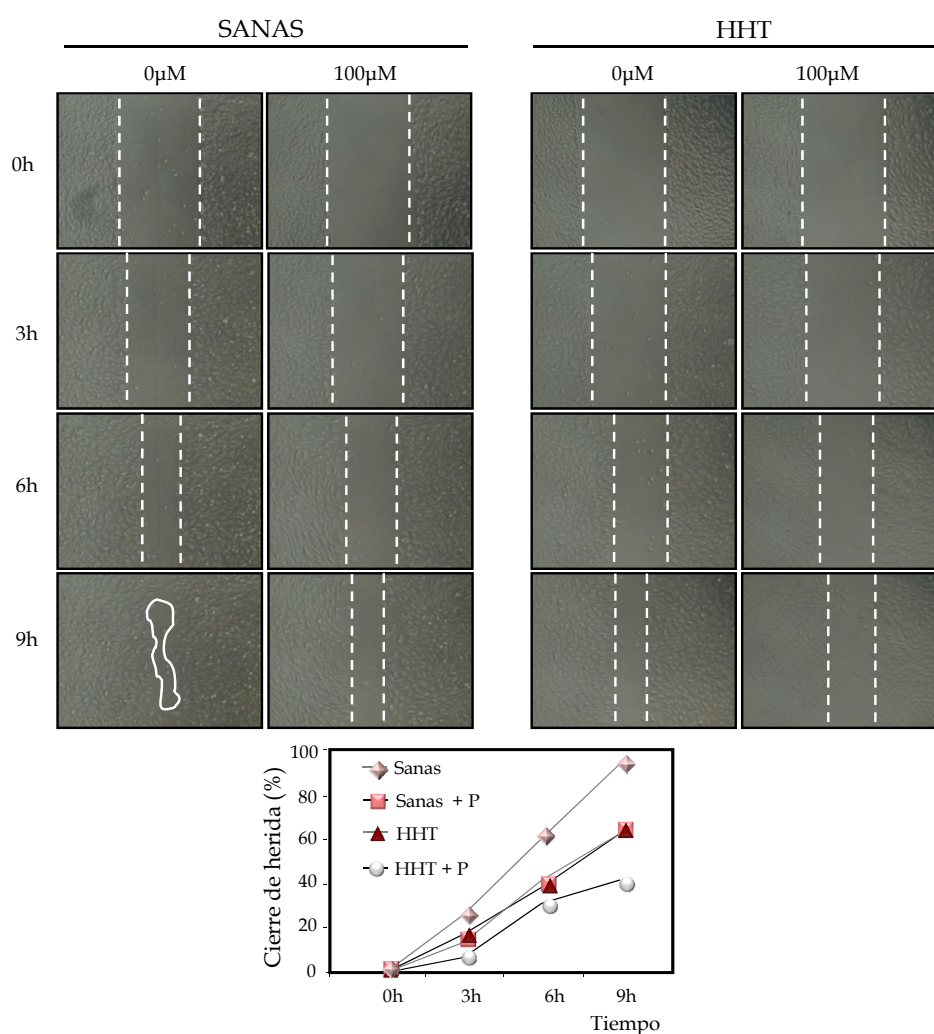 SANAS HHT
0µM 100µM 0µM 100µM
0h
3h
6h
9h
Cierre de herida (%)
100
80
60
40
20
0
Sanas
Sanas + P
HHT
HHT + P
0h 3h 6h 9h
Tiempo